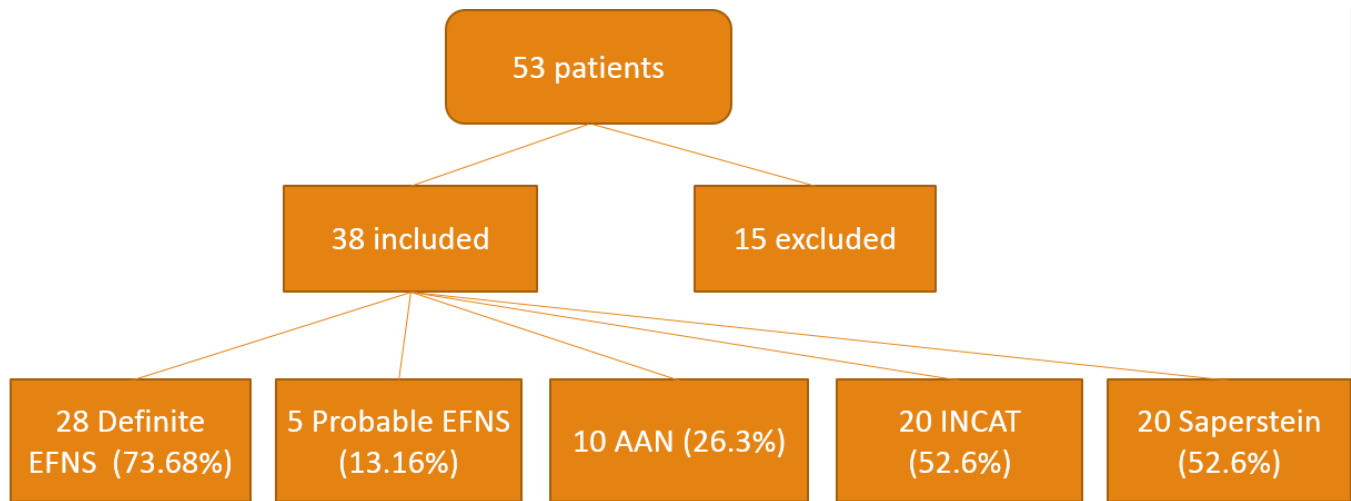 53 patients
38 included
15 excluded
28 Definite
EFNS (73.68%)
5 Probable EFNS
(13.16%)
10 AAN (26.3%)
20 INCAT
(52.6%)
20 Saperstein
(52.6%)